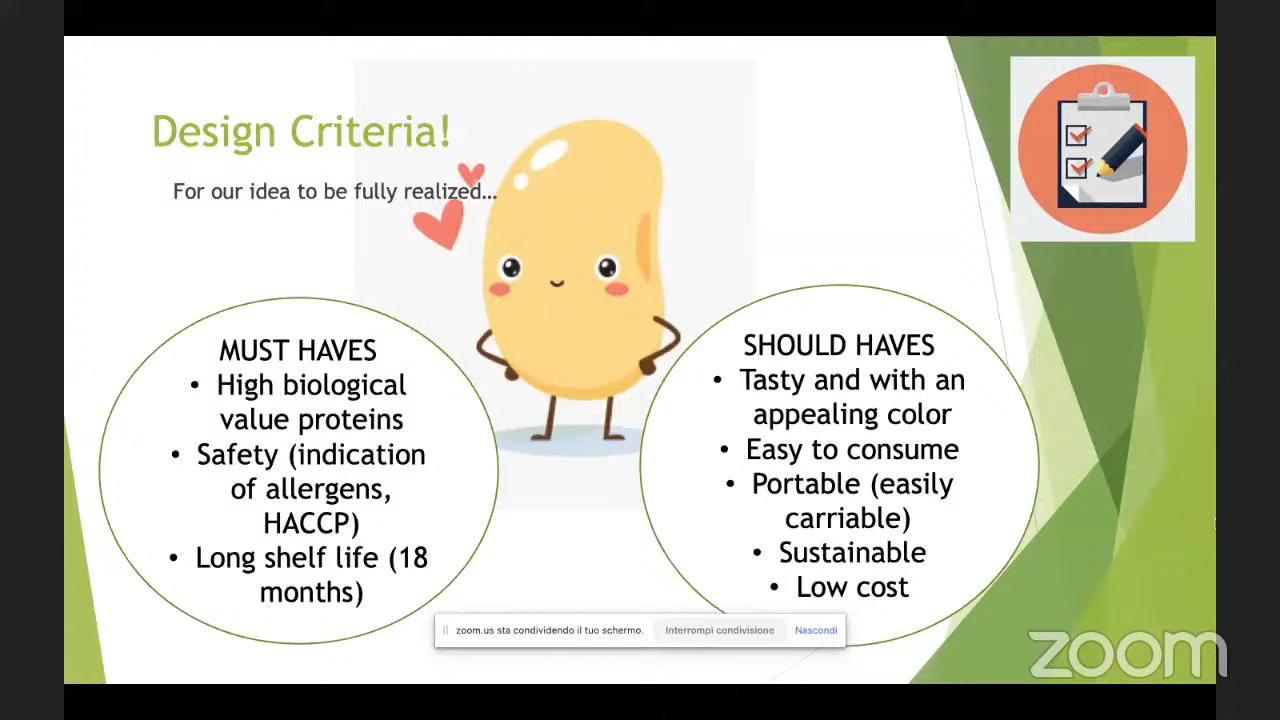 Design Criteria!
For our idea to be fully realized…
MUST HAVES
• High biological
value proteins
• Safety (indication
of allergens,
HACCP)
• Long shelf life (18
months)
SHOULD HAVES
• Tasty and with an
appealing color
• Easy to consume
• Portable (easily
carriable)
• Sustainable
• Low cost
zoom.us sta condividendo il tuo schermo. Interrompi condivisione Nascondi
zoom